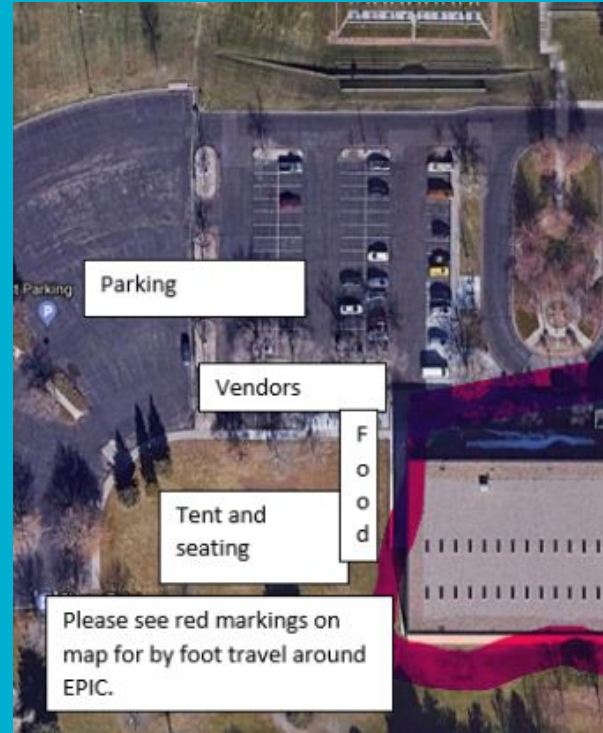 Parking
t Parking
P
Vendors
F
o
o
d
Tent and
seating
Please see red markings on
map for by foot travel around
EPIC.